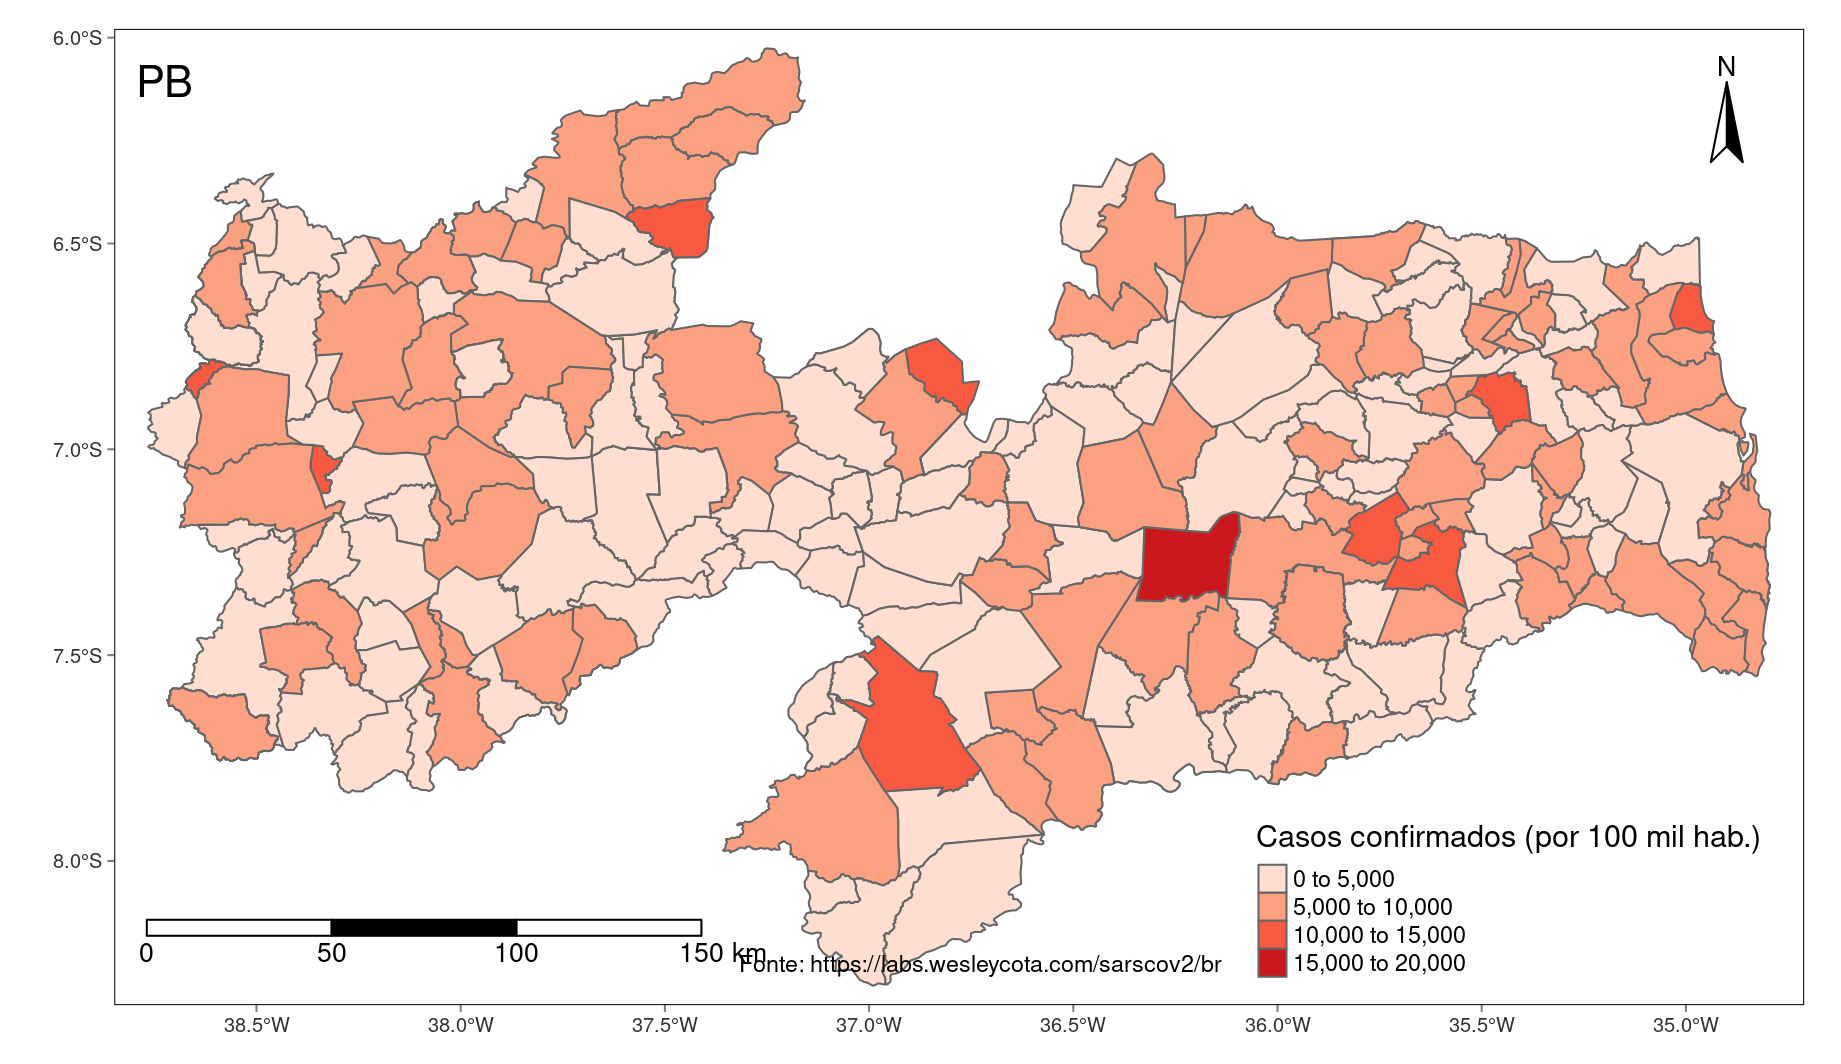 6.0°S
PB
N
6.5°S
7.0°S
7.5°S
8.0°S
Casos confirmados (por 100 mil hab.)
0 to 5,000
5,000 to 10,000
10,000 to 15,000
15,000 to 20,000
0 50 100 150 km
Fonte: https://labs.wesleycota.com/sarscov2/br
38.5°W 38.0°W 37.5°W 37.0°W 36.5°W 36.0°W 35.5°W 35.0°W